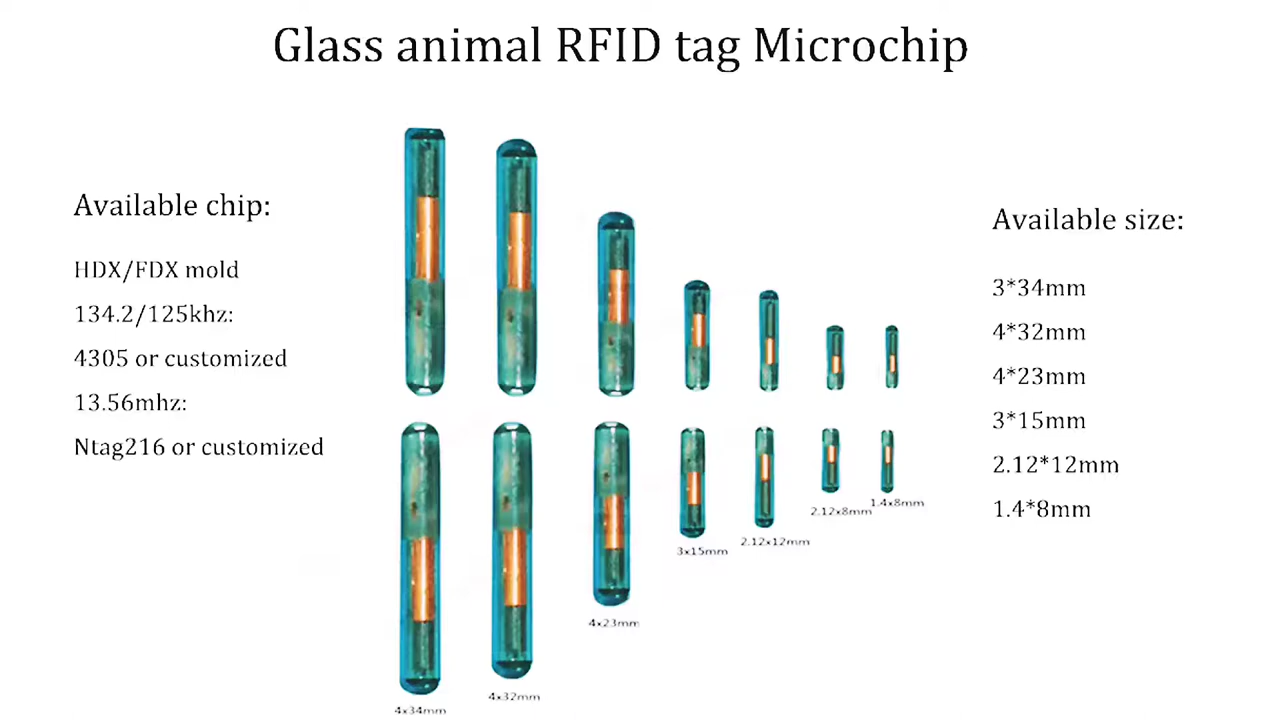 Glass animal RFID tag Microchip
Available chip:
HDX/FDX mold
134.2/125khz:
4305 or customized
13.56mhz:
Ntag216 or customized
Available size:
3*34mm
4*32mm
4*23mm
3*15mm
2.12*12mm
1.4*8mm
4x34mm
4x32mm
4x23mm
3x15mm
2.12x12mm
2.12x8mm
1.4x8mm